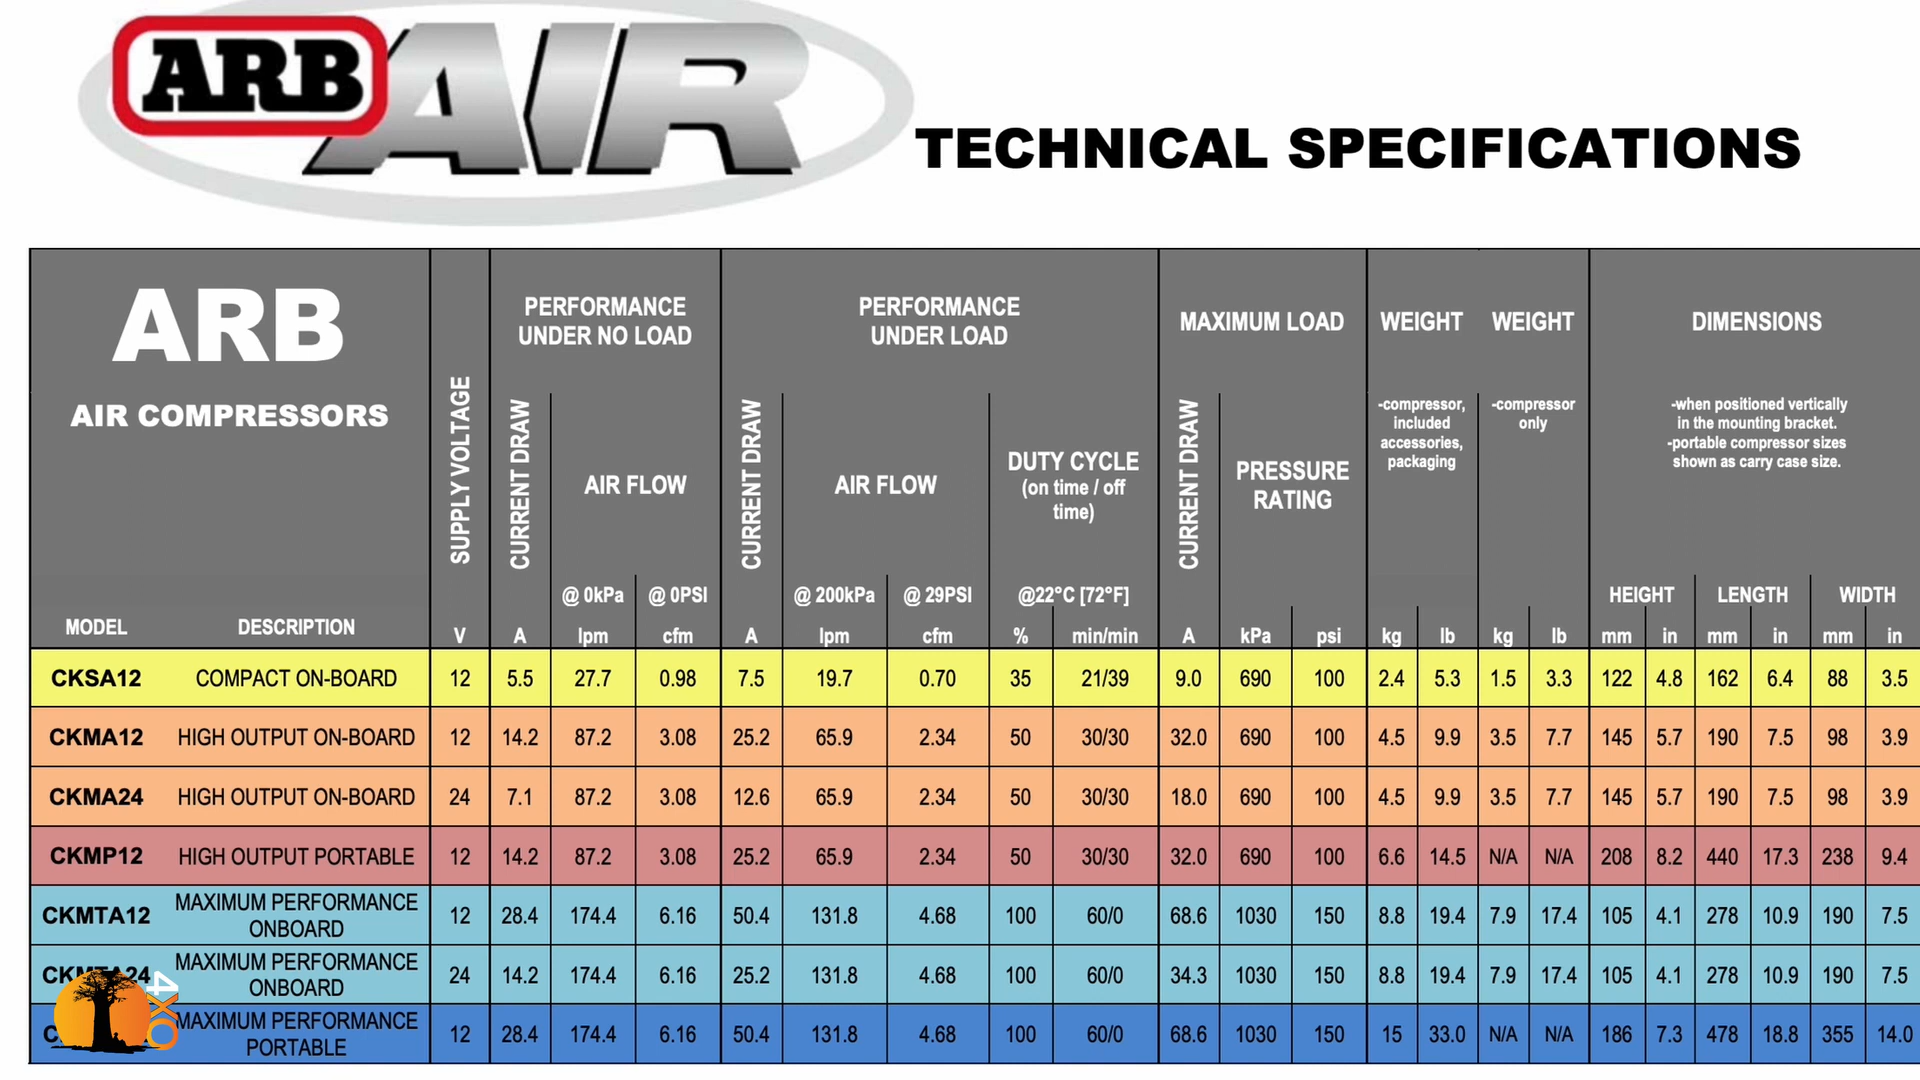 ARB AIR
TECHNICAL SPECIFICATIONS
ARB
AIR COMPRESSORS
MODEL DESCRIPTION
SUPPLY VOLTAGE
V
PERFORMANCE
UNDER NO LOAD
CURRENT DRAW
A
AIR FLOW
@ 0kPa @ 0PSI
lpm cfm
PERFORMANCE
UNDER LOAD
CURRENT DRAW
A
AIR FLOW
@ 200kPa @ 29PSI
lpm cfm
DUTY CYCLE
(on time / off
time)
@22°C [72°F]
% min/min
MAXIMUM LOAD
CURRENT DRAW
A
PRESSURE
RATING
kPa psi
WEIGHT
-compressor,
included
accessories,
packaging
kg lb
WEIGHT
-compressor
only
kg lb
DIMENSIONS
-when positioned vertically
in the mounting bracket.
-portable compressor sizes
shown as carry case size.
HEIGHT LENGTH WIDTH
mm in mm in mm in
CKSA12 COMPACT ON-BOARD 12 5.5 27.7 0.98 7.5 19.7 0.70 35 21/39 9.0 690 100 2.4 5.3 1.5 3.3 122 4.8 162 6.4 88 3.5
CKMA12 HIGH OUTPUT ON-BOARD 12 14.2 87.2 3.08 25.2 65.9 2.34 50 30/30 32.0 690 100 4.5 9.9 3.5 7.7 145 5.7 190 7.5 98 3.9
CKMA24 HIGH OUTPUT ON-BOARD 24 7.1 87.2 3.08 12.6 65.9 2.34 50 30/30 18.0 690 100 4.5 9.9 3.5 7.7 145 5.7 190 7.5 98 3.9
CKMP12 HIGH OUTPUT PORTABLE 12 14.2 87.2 3.08 25.2 65.9 2.34 50 30/30 32.0 690 100 6.6 14.5 N/A N/A 208 8.2 440 17.3 238 9.4
CKMTA12 MAXIMUM PERFORMANCE
ONBOARD 12 28.4 174.4 6.16 50.4 131.8 4.68 100 60/0 68.6 1030 150 8.8 19.4 7.9 17.4 105 4.1 278 10.9 190 7.5
CKMTA24 MAXIMUM PERFORMANCE
ONBOARD 24 14.2 174.4 6.16 25.2 131.8 4.68 100 60/0 34.3 1030 150 8.8 19.4 7.9 17.4 105 4.1 278 10.9 190 7.5
MAXIMUM PERFORMANCE
PORTABLE 12 28.4 174.4 6.16 50.4 131.8 4.68 100 60/0 68.6 1030 150 15 33.0 N/A N/A 186 7.3 478 18.8 355 14.0
4XO